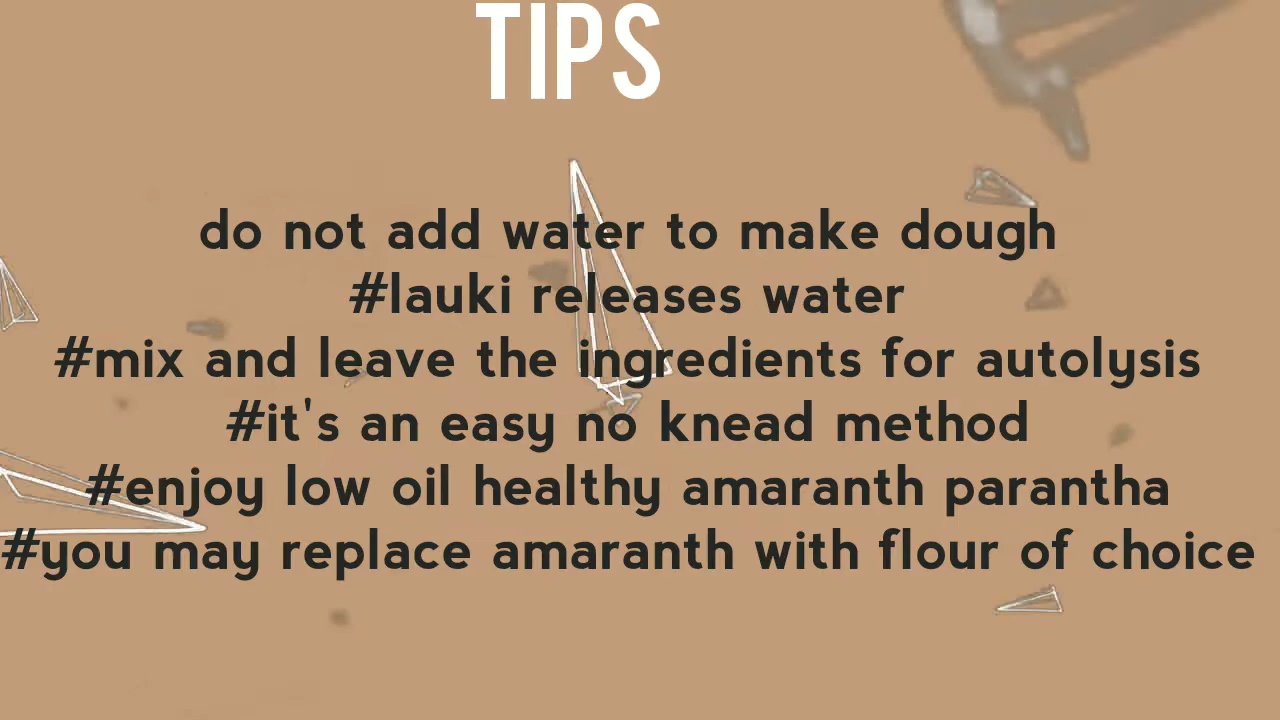 TIPS
do not add water to make dough
#lauki releases water
#mix and leave the ingredients for autolysis
#it's an easy no knead method
#enjoy low oil healthy amaranth parantha
#you may replace amaranth with flour of choice